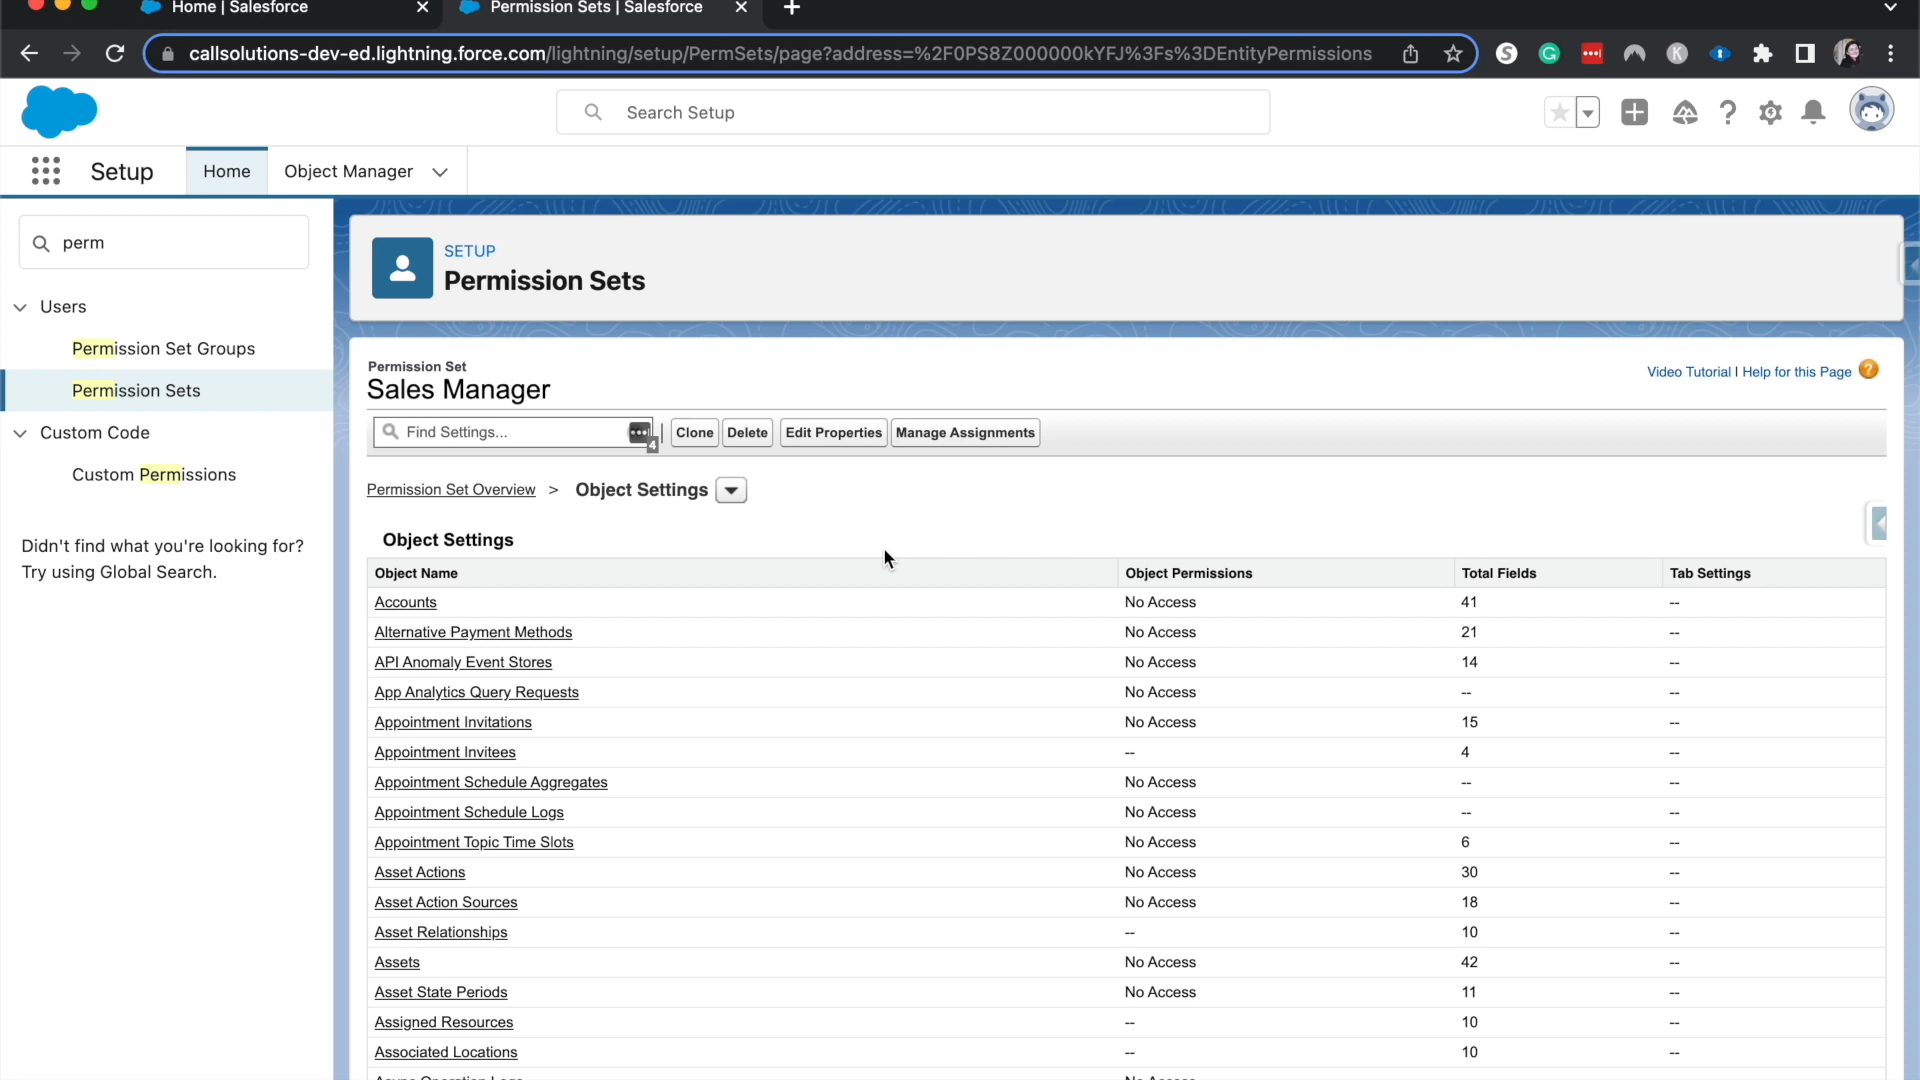 Home | Salesforce
Permission Sets | Salesforce
callsolutions-dev-ed.lightning.force.com/lightning/setup/PermSets/page?address=%2F0PS8Z000000kYFJ%3Fs%3DEntityPermissions
Search Setup
Setup
Home
Object Manager
perm
Users
Permission Set Groups
Permission Sets
Custom Code
Custom Permissions
Didn't find what you're looking for?
Try using Global Search.
SETUP
Permission Sets
Permission Set
Sales Manager
Video Tutorial | Help for this Page
Find Settings...
4
Clone
Delete
Edit Properties
Manage Assignments
Permission Set Overview > Object Settings
Object Settings
Object Name Object Permissions Total Fields Tab Settings
Accounts No Access 41 --
Alternative Payment Methods No Access 21 --
API Anomaly Event Stores No Access 14 --
App Analytics Query Requests No Access -- --
Appointment Invitations No Access 15 --
Appointment Invitees -- 4 --
Appointment Schedule Aggregates No Access -- --
Appointment Schedule Logs No Access -- --
Appointment Topic Time Slots No Access 6 --
Asset Actions No Access 30 --
Asset Action Sources No Access 18 --
Asset Relationships -- 10 --
Assets No Access 42 --
Asset State Periods No Access 11 --
Assigned Resources -- 10 --
Associated Locations -- 10 --